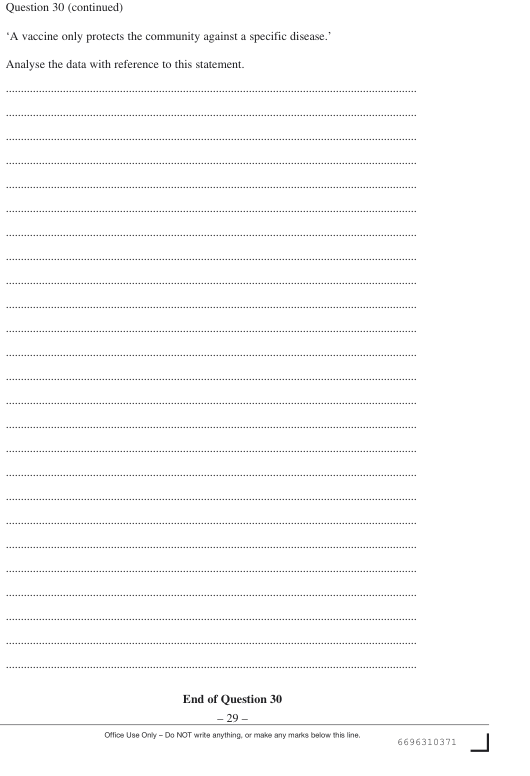 Question 30 (continued)
‘A vaccine only protects the community against a specific disease.’
Analyse the data with reference to this statement.
End of Question 30
– 29 –
Office Use Only – Do NOT write anything, or make any marks below this line.
6696310371